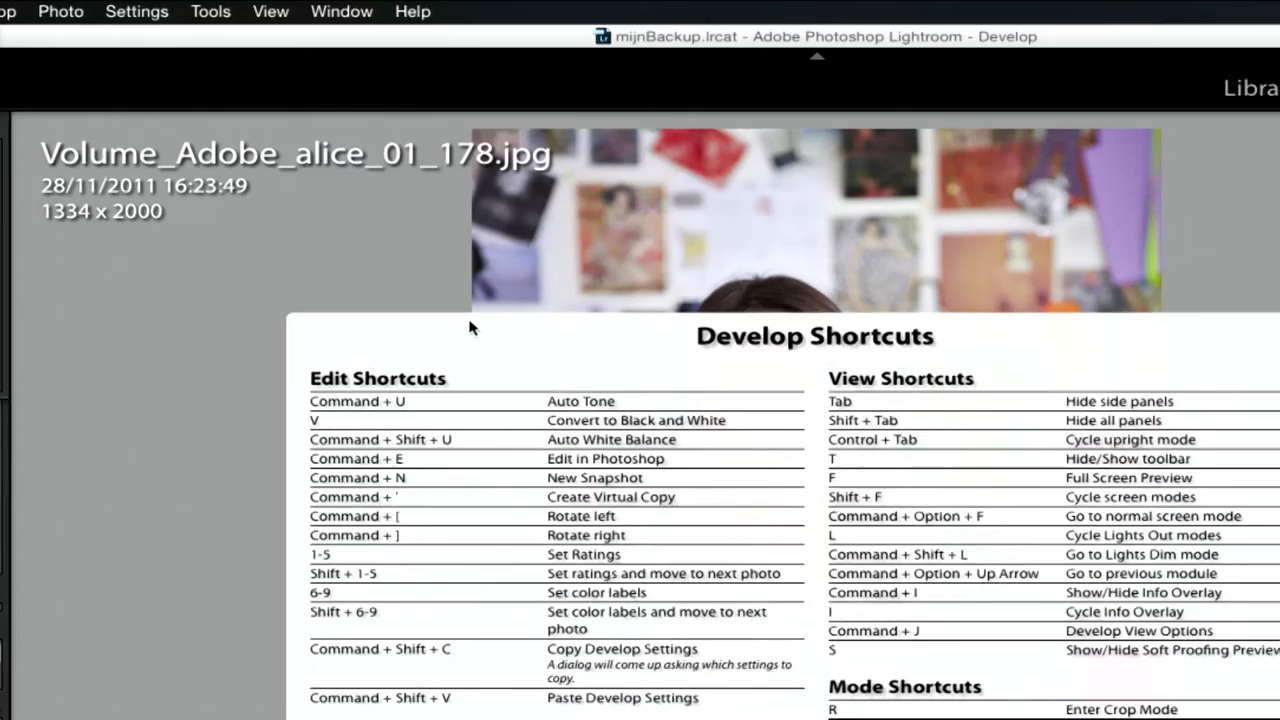 Photo Settings Tools View Window Help
mijnBackup.lrcat - Adobe Photoshop Lightroom - Develop
Volume_Adobe_alice_01_178.jpg
28/11/2011 16:23:49
1334 x 2000
Develop Shortcuts
Edit Shortcuts
Command + U Auto Tone
V Convert to Black and White
Command + Shift + U Auto White Balance
Command + E Edit in Photoshop
Command + N New Snapshot
Command + ' Create Virtual Copy
Command + [ Rotate left
Command + ] Rotate right
1-5 Set Ratings
Shift + 1-5 Set ratings and move to next photo
6-9 Set color labels
Shift + 6-9 Set color labels and move to next
photo
Command + Shift + C Copy Develop Settings
A dialog will come up asking which settings to
copy.
Command + Shift + V Paste Develop Settings
View Shortcuts
Tab Hide side panels
Shift + Tab Hide all panels
Control + Tab Cycle upright mode
T Hide/Show toolbar
F Full Screen Preview
Shift + F Cycle screen modes
Command + Option + F Go to normal screen mode
L Cycle Lights Out modes
Command + Shift + L Go to Lights Dim mode
Command + Option + Up Arrow Go to previous module
Command + I Show/Hide Info Overlay
I Cycle Info Overlay
Command + J Develop View Options
S Show/Hide Soft Proofing Preview
Mode Shortcuts
R Enter Crop Mode